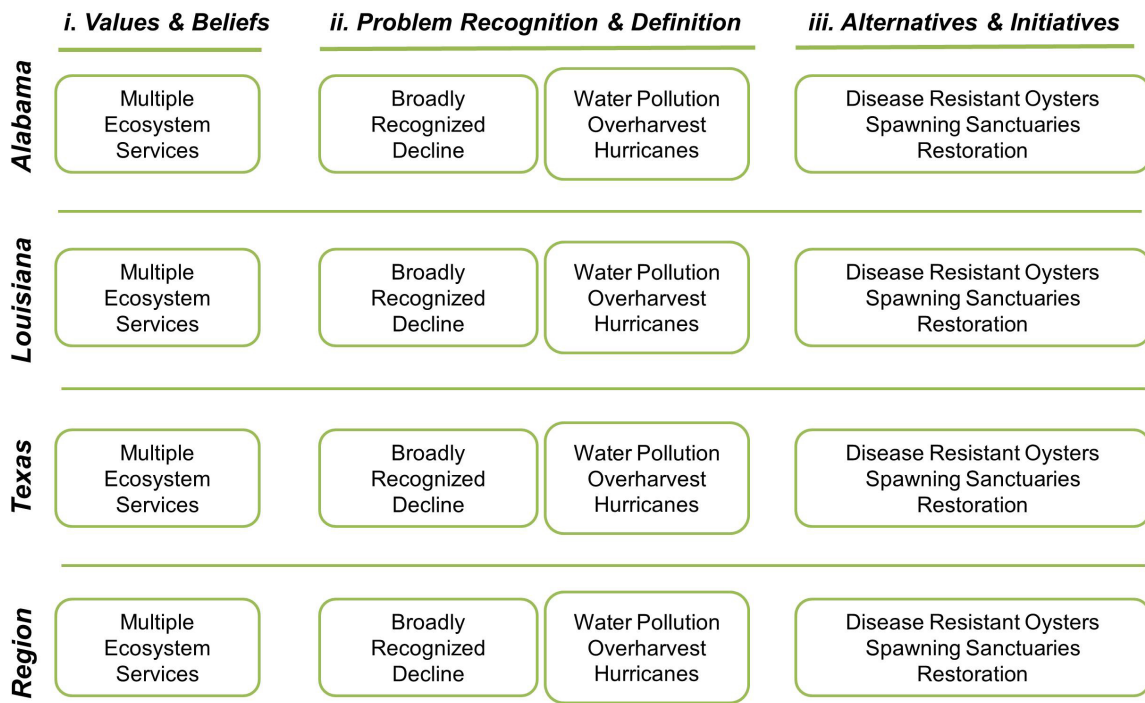 i. Values & Beliefs
ii. Problem Recognition & Definition
iii. Alternatives & Initiatives
Alabama
Multiple
Ecosystem
Services
Broadly
Recognized
Decline
Water Pollution
Overharvest
Hurricanes
Disease Resistant Oysters
Spawning Sanctuaries
Restoration
Louisiana
Multiple
Ecosystem
Services
Broadly
Recognized
Decline
Water Pollution
Overharvest
Hurricanes
Disease Resistant Oysters
Spawning Sanctuaries
Restoration
Texas
Multiple
Ecosystem
Services
Broadly
Recognized
Decline
Water Pollution
Overharvest
Hurricanes
Disease Resistant Oysters
Spawning Sanctuaries
Restoration
Region
Multiple
Ecosystem
Services
Broadly
Recognized
Decline
Water Pollution
Overharvest
Hurricanes
Disease Resistant Oysters
Spawning Sanctuaries
Restoration